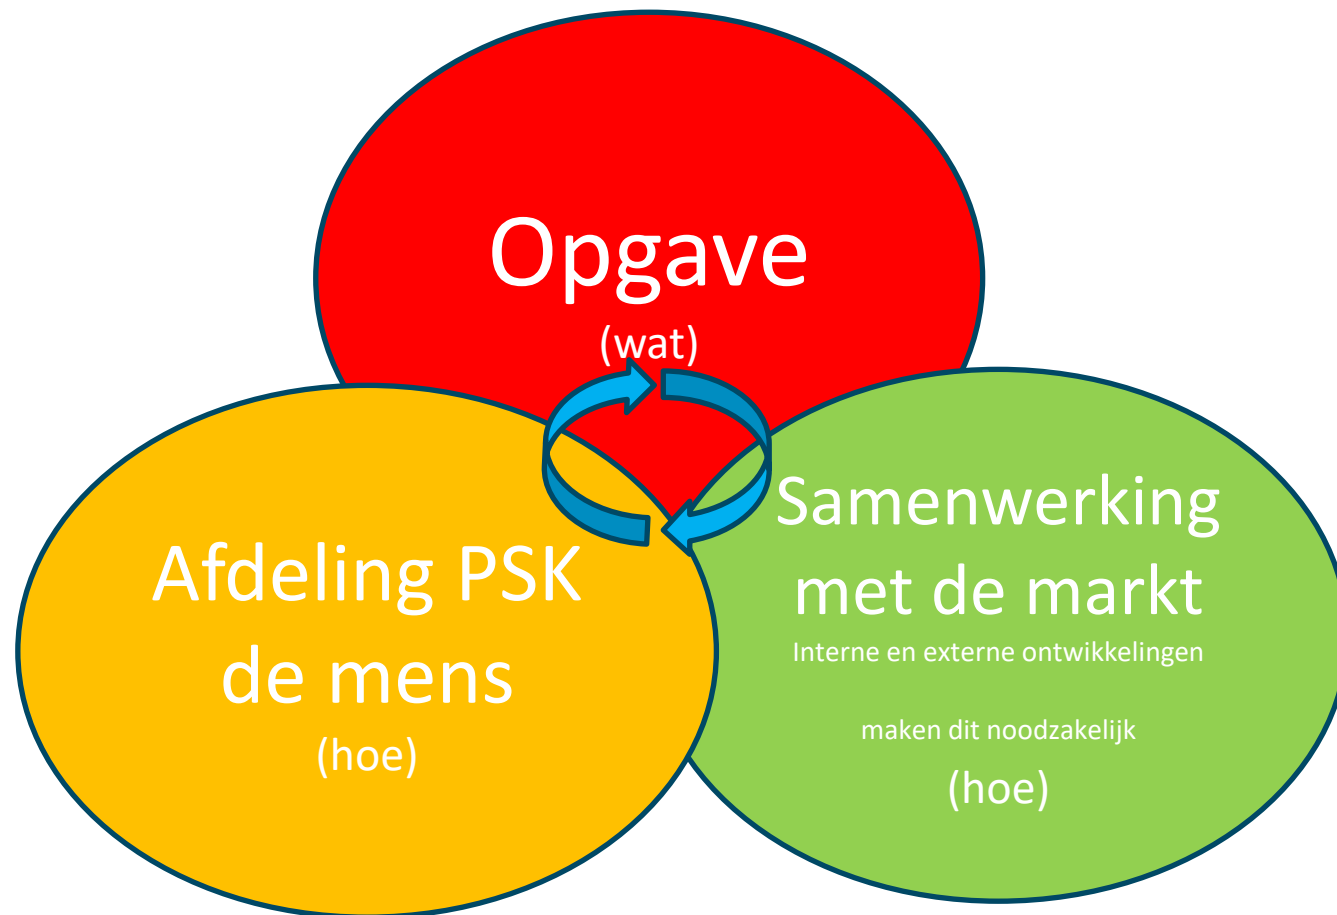 Opgave
(wat)
Afdeling PSK
de mens
(hoe)
Samenwerking
met de markt
Interne en externe ontwikkelingen
maken dit noodzakelijk
(hoe)